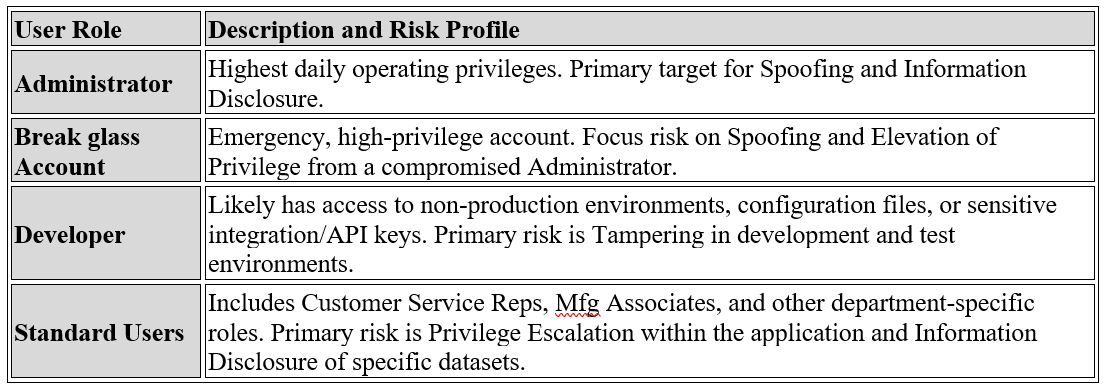 User Role
Description and Risk Profile
Administrator
Highest daily operating privileges. Primary target for Spoofing and Information
Disclosure.
Break glass
Account
Emergency, high-privilege account. Focus risk on Spoofing and Elevation of
Privilege from a compromised Administrator.
Developer
Likely has access to non-production environments, configuration files, or sensitive
integration/API keys. Primary risk is Tampering in development and test
environments.
Standard Users
Includes Customer Service Reps, Mfg Associates, and other department-specific
roles. Primary risk is Privilege Escalation within the application and Information
Disclosure of specific datasets.